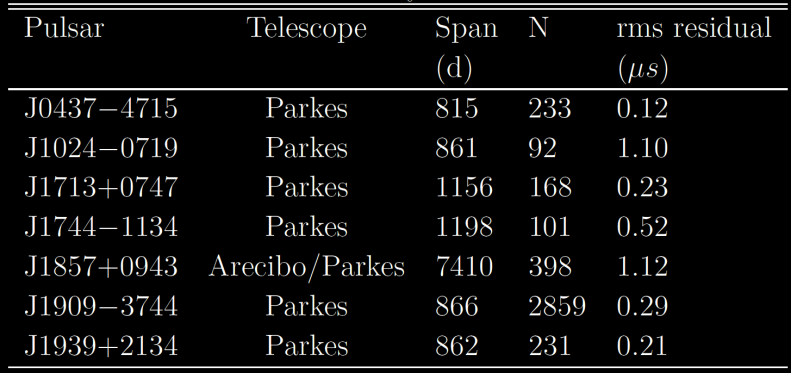 Pulsar Telescope Span N rms residual
(d) (μs)
J0437−4715 Parkes 815 233 0.12
J1024−0719 Parkes 861 92 1.10
J1713+0747 Parkes 1156 168 0.23
J1744−1134 Parkes 1198 101 0.52
J1857+0943 Arecibo/Parkes 7410 398 1.12
J1909−3744 Parkes 866 2859 0.29
J1939+2134 Parkes 862 231 0.21